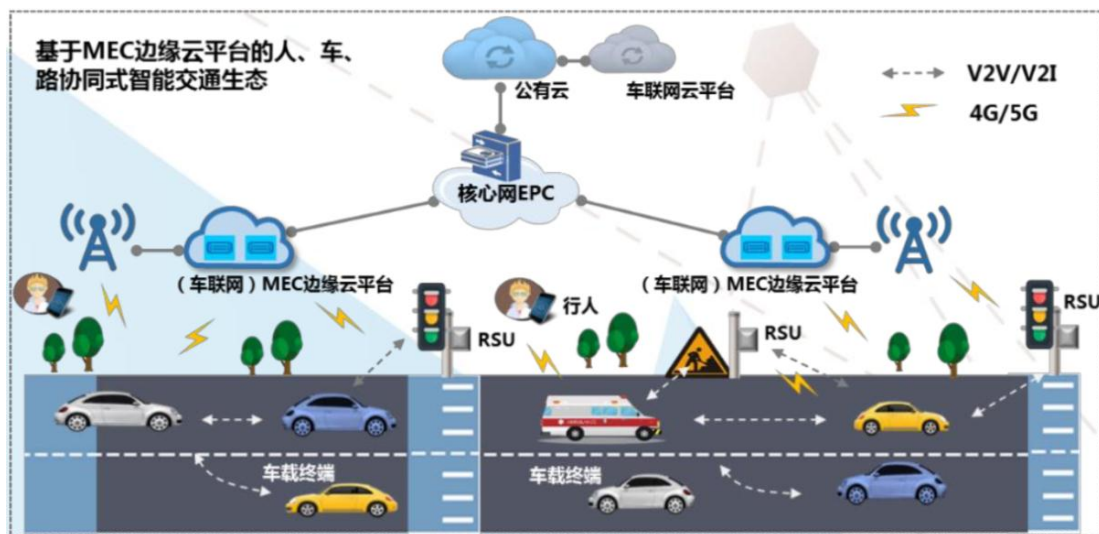 基于MEC边缘云平台的人、车、
路协同式智能交通生态
公有云
车联网云平台
V2V/V2I
4G/5G
核心网EPC
（车联网）MEC边缘云平台
（车联网）MEC边缘云平台
行人
RSU
RSU
RSU
车载终端
车载终端